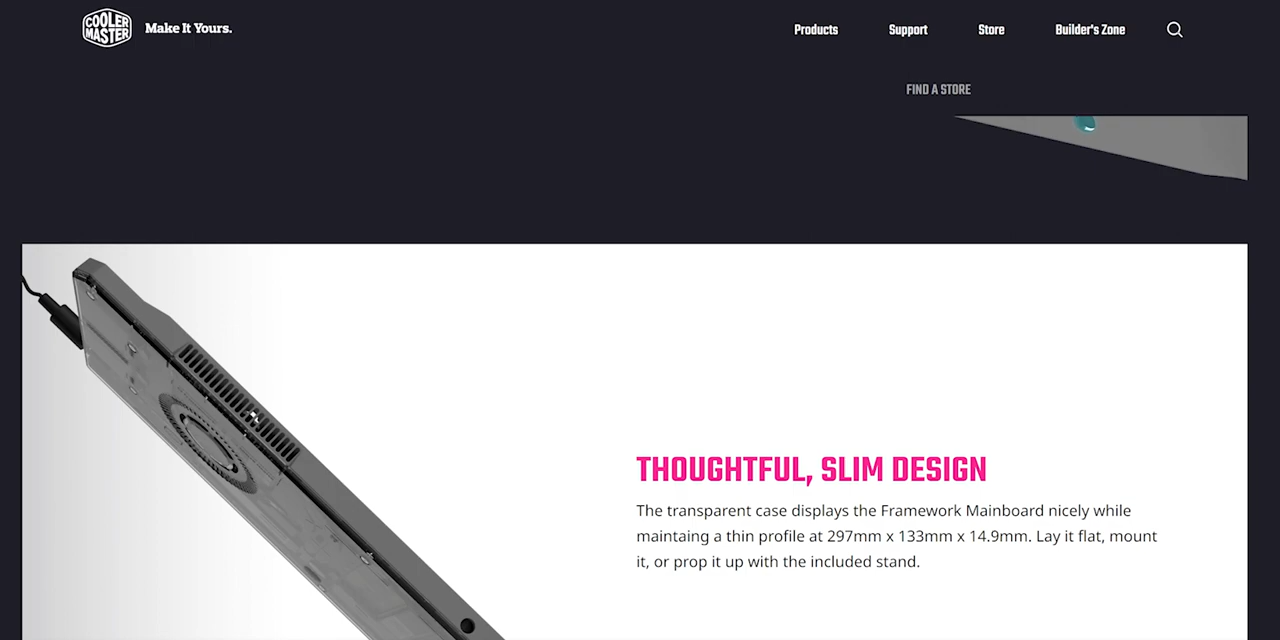 COOLER
MASTER
Make It Yours.
Products
Support
Store
Builder's Zone
FIND A STORE
THOUGHTFUL, SLIM DESIGN
The transparent case displays the Framework Mainboard nicely while
maintaing a thin profile at 297mm x 133mm x 14.9mm. Lay it flat, mount
it, or prop it up with the included stand.